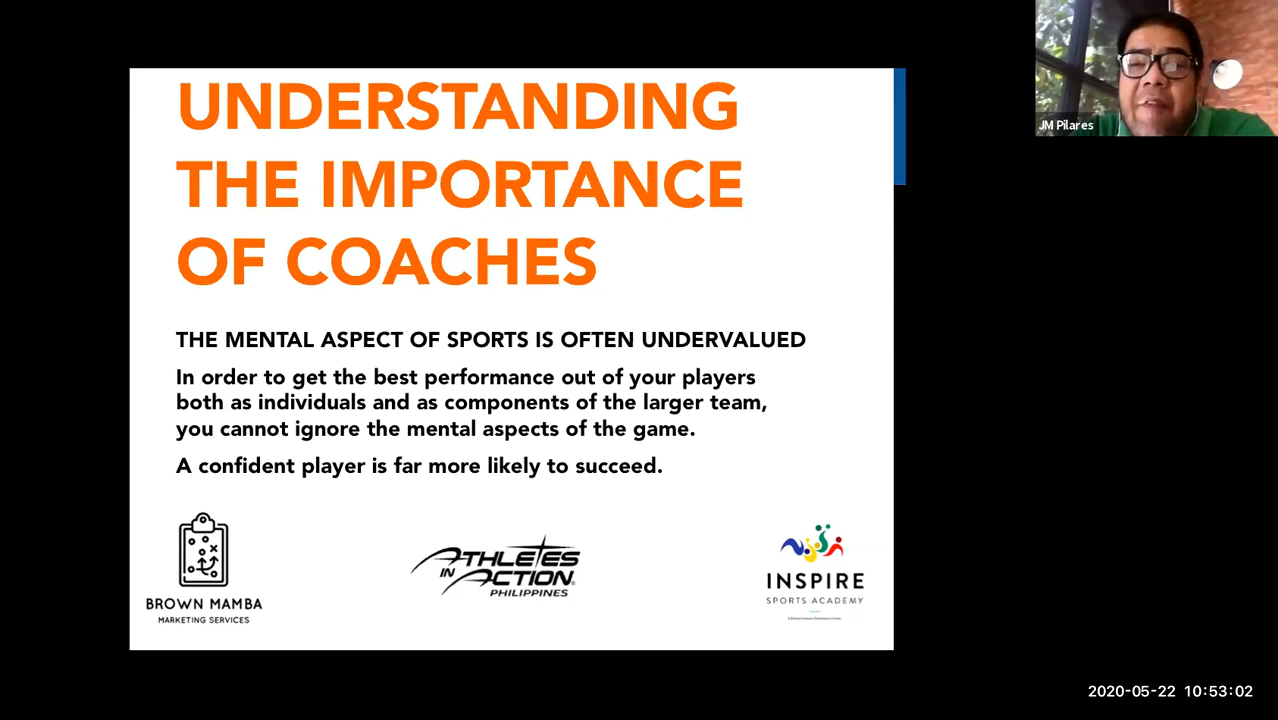 UNDERSTANDING
THE IMPORTANCE
OF COACHES
THE MENTAL ASPECT OF SPORTS IS OFTEN UNDERVALUED
In order to get the best performance out of your players
both as individuals and as components of the larger team,
you cannot ignore the mental aspects of the game.
A confident player is far more likely to succeed.
BROWN MAMBA
MARKETING SERVICES
ATHLETES
IN ACTION®
PHILIPPINES
INSPIRE
SPORTS ACADEMY
JM Pilares
2020-05-22 10:53:02